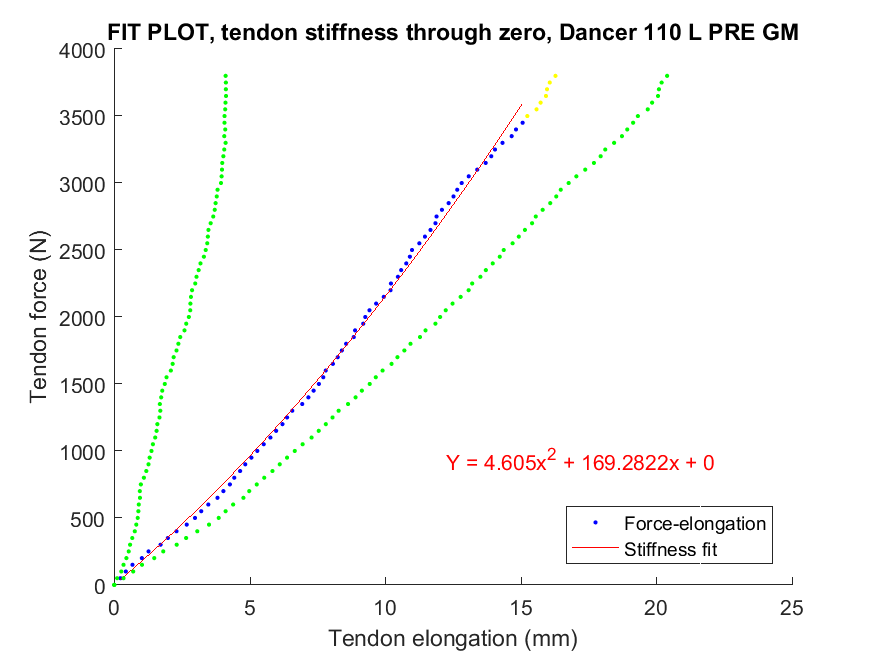 FIT PLOT, tendon stiffness through zero, Dancer 110 L PRE GM
4000
3500
3000
2500
2000
1500
1000
500
0
Tendon force (N)
Y = 4.605x² + 169.2822x + 0
Force-elongation
Stiffness fit
0 5 10 15 20 25
Tendon elongation (mm)